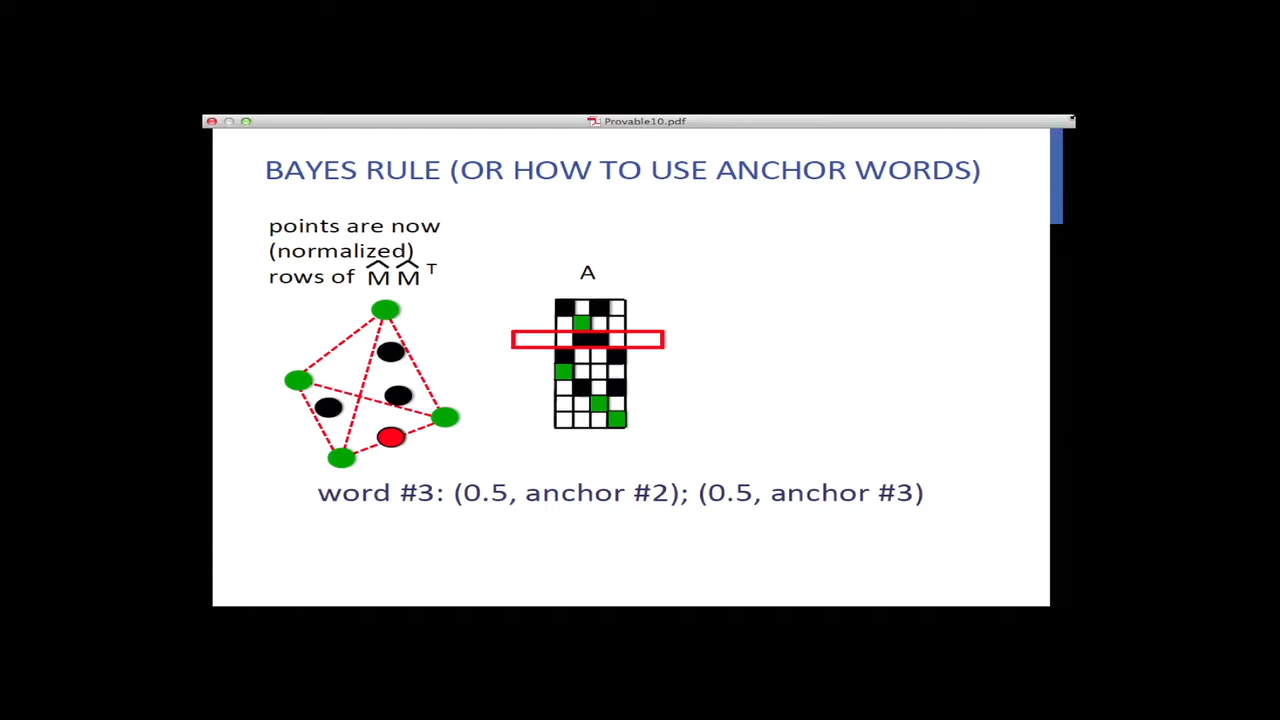 Provable10.pdf
BAYES RULE (OR HOW TO USE ANCHOR WORDS)
points are now
(normalized)
rows of M̂ M̂ ᵀ
A
word #3: (0.5, anchor #2); (0.5, anchor #3)